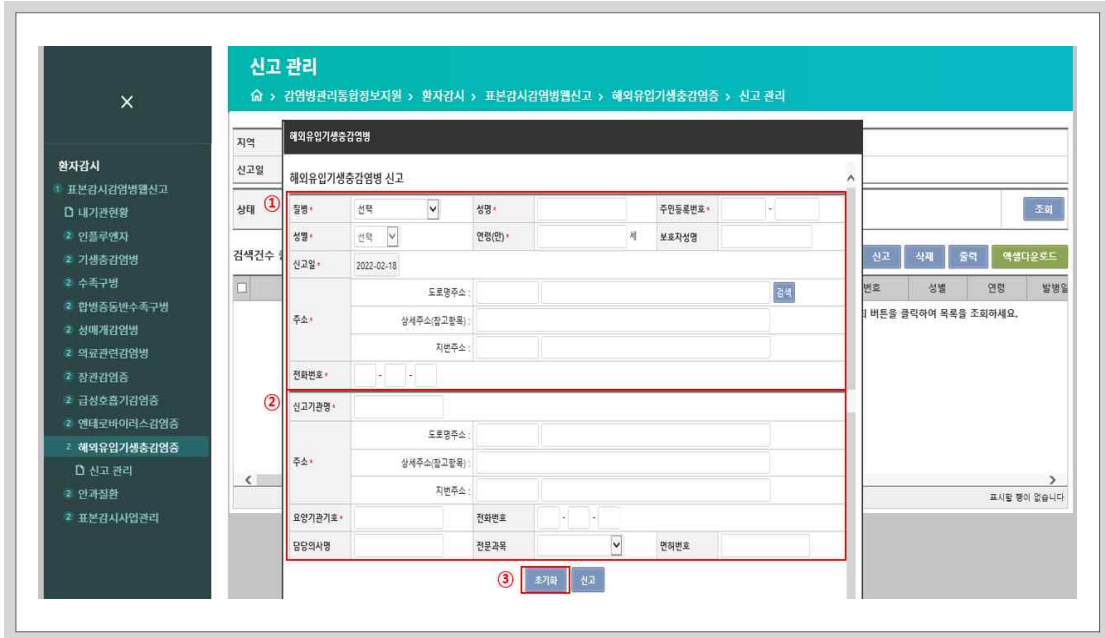 신고 관리
감염병관리통합정보지원 > 환자감시 > 표본감시감염병웹신고 > 해외유입기생충감염증 > 신고 관리
×
환자감시
1 표본감시감염병웹신고
내기관현황
2 인플루엔자
2 기생충감염병
2 수족구병
2 합병증동반수족구병
2 성매개감염병
2 의료관련감염병
2 장관감염증
2 급성호흡기감염증
2 엔테로바이러스감염증
2 해외유입기생충감염증
신고 관리
2 안과질환
2 표본감시사업관리
지역
신고일
상태
조회
검색건수
신고 삭제 출력 엑셀다운로드
번호 성별 연령 발병일
버튼을 클릭하여 목록을 조회하세요.
표시할 행이 없습니다
해외유입기생충감염병
해외유입기생충감염병 신고
①
질병* 선택 성명* 주민등록번호* -
성별* 선택 연령(만)* 세 보호자성명
신고일* 2022-02-18
도로명주소 : 검색
주소* 상세주소(참고항목) :
지번주소 :
전화번호* - -
②
신고기관명*
도로명주소 :
주소* 상세주소(참고항목) :
지번주소 :
요양기관기호* 전화번호 - -
담당의사명 전문과목 면허번호
③ 초기화 신고